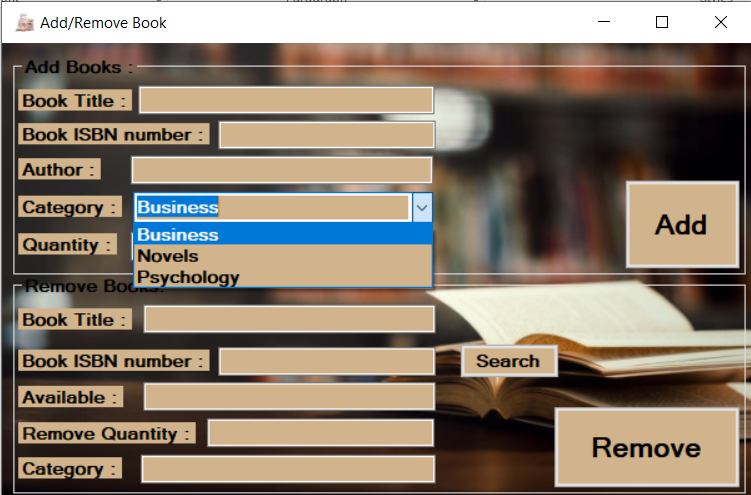 Add/Remove Book
Add Books :
Book Title :
Book ISBN number :
Author :
Category :
Business
Business
Novels
Psychology
Quantity :
Add
Remove Books:
Book Title :
Book ISBN number :
Search
Available :
Remove Quantity :
Category :
Remove